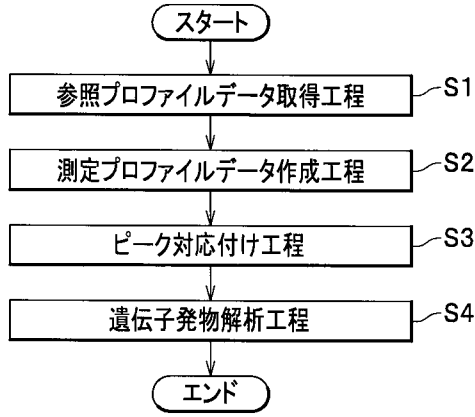 スタート
参照プロファイルデータ取得工程 S1
測定プロファイルデータ作成工程 S2
ピーク対応付け工程 S3
遺伝子発物解析工程 S4
エンド